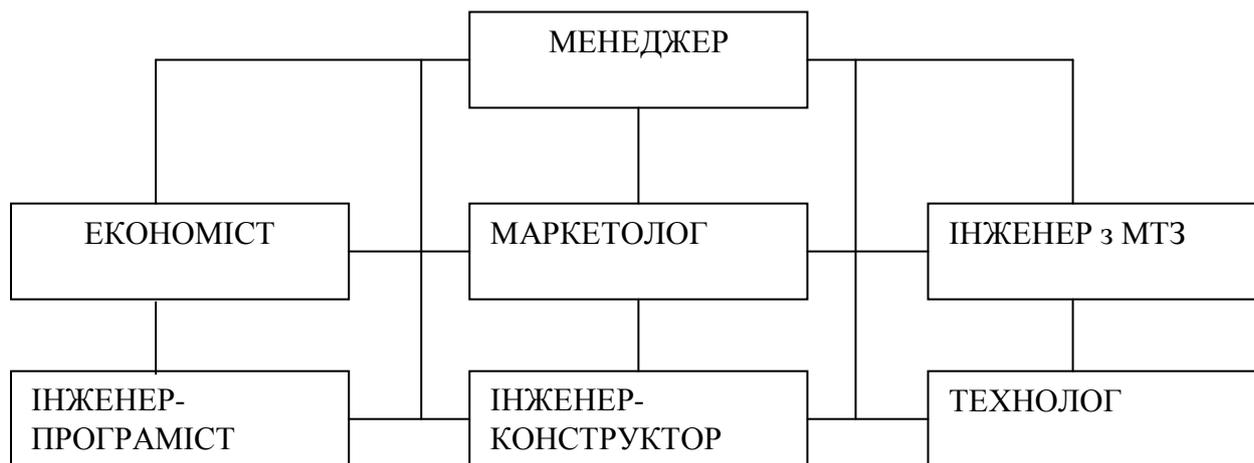 МЕНЕДЖЕР
ЕКОНОМІСТ
МАРКЕТОЛОГ
ІНЖЕНЕР з МТЗ
ІНЖЕНЕР-
ПРОГРАМІСТ
ІНЖЕНЕР-
КОНСТРУКТОР
ТЕХНОЛОГ